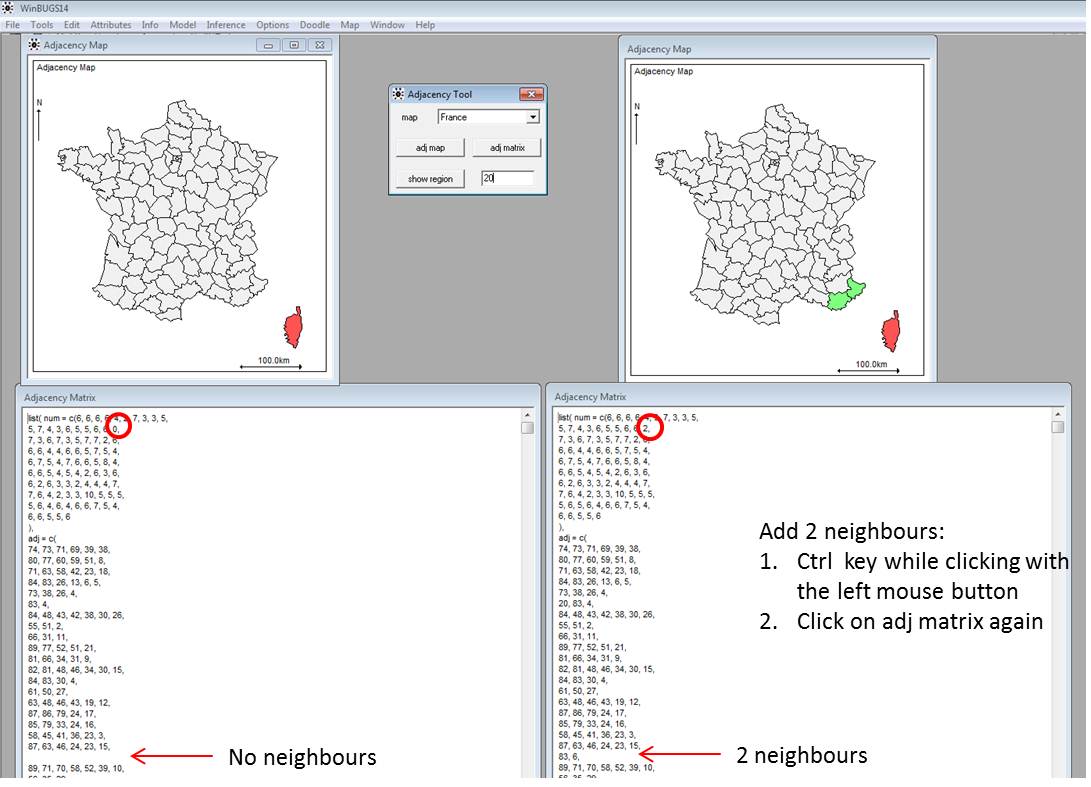 WinBUGS14
File Tools Edit Attributes Info Model Inference Options Doodle Map Window Help
Adjacency Map
Adjacency Map
N
100.0km
Adjacency Tool
map France
adj map adj matrix
show region 20
Adjacency Map
Adjacency Map
N
100.0km
Adjacency Matrix
list( num = c(6, 6, 6, 6, 4, 2, 7, 3, 3, 5,
5, 7, 4, 3, 6, 5, 5, 6, 6, 0,
7, 3, 6, 7, 3, 5, 7, 7, 2, 6,
6, 6, 4, 4, 6, 6, 5, 7, 5, 4,
6, 7, 5, 4, 7, 6, 6, 5, 8, 4,
6, 6, 5, 4, 5, 4, 2, 6, 3, 6,
6, 2, 6, 3, 3, 2, 4, 4, 4, 7,
7, 6, 4, 2, 3, 3, 10, 5, 5, 5,
5, 6, 4, 6, 4, 6, 6, 7, 5, 4,
6, 6, 5, 5, 6
),
adj = c(
74, 73, 71, 69, 39, 38,
80, 77, 60, 59, 51, 8,
71, 63, 58, 42, 23, 18,
84, 83, 26, 13, 6, 5,
73, 38, 26, 4,
83, 4,
84, 48, 43, 42, 38, 30, 26,
55, 51, 2,
66, 31, 11,
89, 77, 52, 51, 21,
81, 66, 34, 31, 9,
82, 81, 48, 46, 34, 30, 15,
84, 83, 30, 4,
61, 50, 27,
63, 48, 46, 43, 19, 12,
87, 86, 79, 24, 17,
85, 79, 33, 24, 16,
58, 45, 41, 36, 23, 3,
87, 63, 46, 24, 23, 15,
No neighbours
89, 71, 70, 58, 52, 39, 10,
Adjacency Matrix
list( num = c(6, 6, 6, 6, 4, 7, 3, 3, 5,
5, 7, 4, 3, 6, 5, 5, 6, 6, 2,
7, 3, 6, 7, 3, 5, 7, 7, 2, 6,
6, 6, 4, 4, 6, 6, 5, 7, 5, 4,
6, 7, 5, 4, 7, 6, 6, 5, 8, 4,
6, 6, 5, 4, 5, 4, 2, 6, 3, 6,
6, 2, 6, 3, 3, 2, 4, 4, 4, 7,
7, 6, 4, 2, 3, 3, 10, 5, 5, 5,
5, 6, 4, 6, 4, 6, 6, 7, 5, 4,
6, 6, 5, 5, 6
),
adj = c(
74, 73, 71, 69, 39, 38,
80, 77, 60, 59, 51, 8,
71, 63, 58, 42, 23, 18,
84, 83, 26, 13, 6, 5,
73, 38, 26, 4,
20, 83, 4,
84, 48, 43, 42, 38, 30, 26,
55, 51, 2,
66, 31, 11,
89, 77, 52, 51, 21,
81, 66, 34, 31, 9,
82, 81, 48, 46, 34, 30, 15,
84, 83, 30, 4,
61, 50, 27,
63, 48, 46, 43, 19, 12,
87, 86, 79, 24, 17,
85, 79, 33, 24, 16,
58, 45, 41, 36, 23, 3,
87, 63, 46, 24, 23, 15,
83, 6,
89, 71, 70, 58, 52, 39, 10,
2 neighbours
Add 2 neighbours:
1. Ctrl key while clicking with
the left mouse button
2. Click on adj matrix again